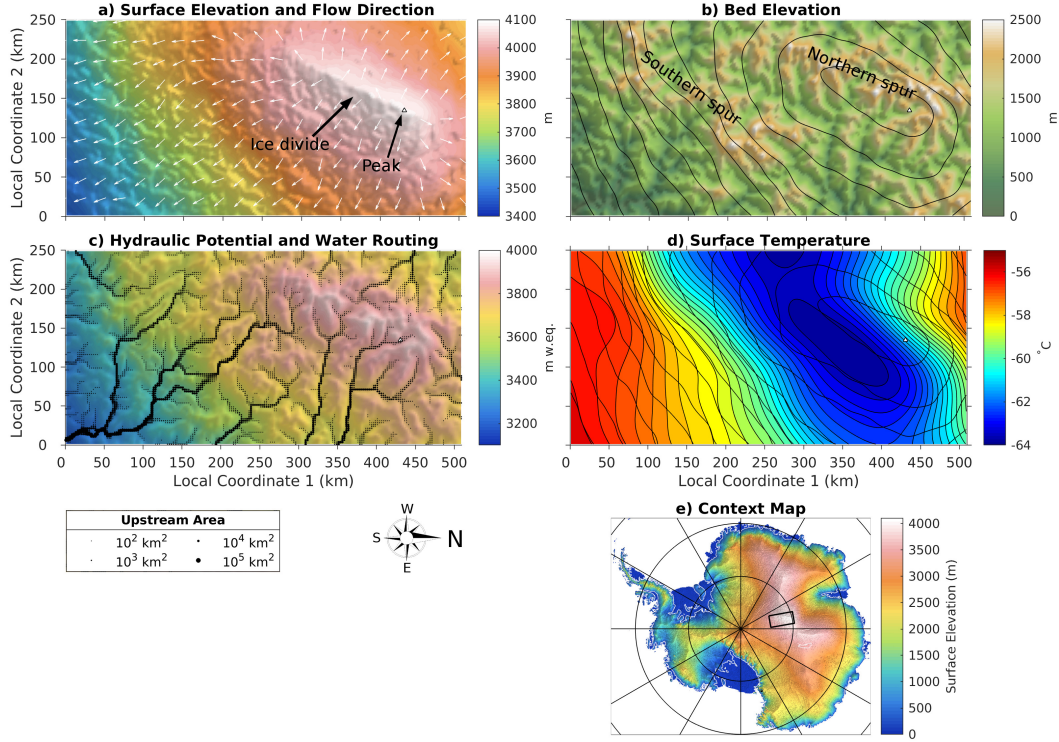 a) Surface Elevation and Flow Direction
250
200
150
100
50
0
Local Coordinate 2 (km)
Ice divide
Peak
4100
4000
3900
3800
3700
3600
3500
3400
m
b) Bed Elevation
Southern spur
Northern spur
2500
2000
1500
1000
500
0
m
c) Hydraulic Potential and Water Routing
250
200
150
100
50
0
Local Coordinate 2 (km)
0 50 100 150 200 250 300 350 400 450 500
Local Coordinate 1 (km)
4000
3800
3600
3400
3200
m w.eq.
d) Surface Temperature
0 50 100 150 200 250 300 350 400 450 500
Local Coordinate 1 (km)
-56
-58
-60
-62
-64
°C
Upstream Area
10² km² 10⁴ km²
10³ km² 10⁵ km²
W
S N
E
e) Context Map
4000
3500
3000
2500
2000
1500
1000
500
0
Surface Elevation (m)